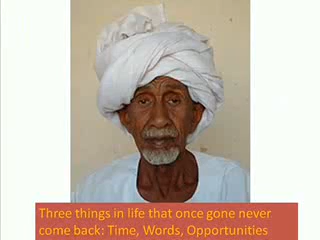 Three things in life that once gone never
come back: Time, Words, Opportunities